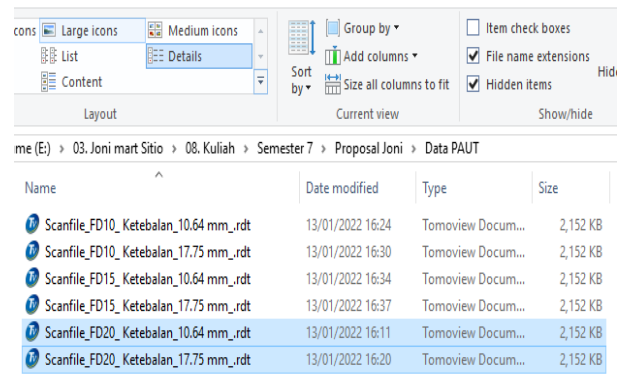 cons Large icons Medium icons
List Details
Content
Layout
Sort by
Group by
Add columns
Size all columns to fit
Current view
Item check boxes
File name extensions
Hidden items
Hide
Show/hide
me (E:) > 03. Joni mart Sitio > 08. Kuliah > Semester 7 > Proposal Joni > Data PAUT
Name Date modified Type Size
Scanfile_FD10_ Ketebalan_10.64 mm_.rdt 13/01/2022 16:24 Tomoview Docum... 2,152 KB
Scanfile_FD10_ Ketebalan_17.75 mm_.rdt 13/01/2022 16:30 Tomoview Docum... 2,152 KB
Scanfile_FD15_ Ketebalan_10.64 mm_.rdt 13/01/2022 16:34 Tomoview Docum... 2,152 KB
Scanfile_FD15_ Ketebalan_17.75 mm_.rdt 13/01/2022 16:37 Tomoview Docum... 2,152 KB
Scanfile_FD20_ Ketebalan_10.64 mm_.rdt 13/01/2022 16:11 Tomoview Docum... 2,152 KB
Scanfile_FD20_ Ketebalan_17.75 mm_.rdt 13/01/2022 16:20 Tomoview Docum... 2,152 KB